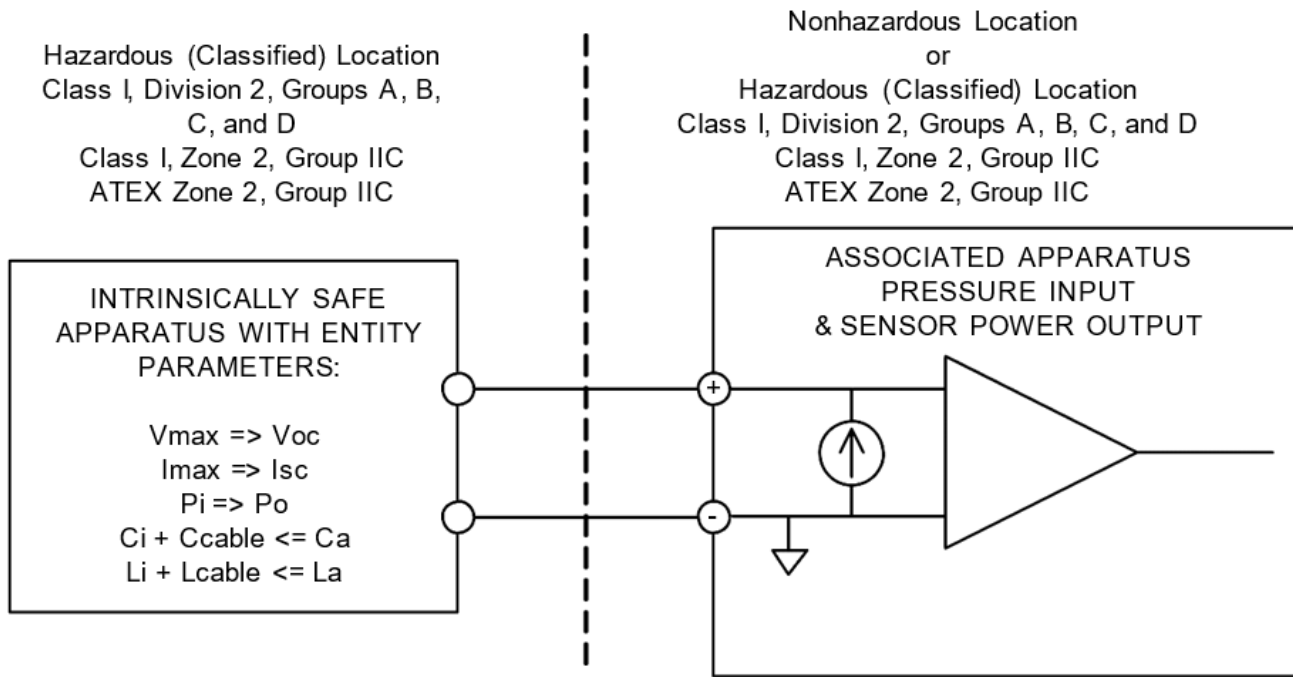 Hazardous (Classified) Location
Class I, Division 2, Groups A, B,
C, and D
Class I, Zone 2, Group IIC
ATEX Zone 2, Group IIC
Nonhazardous Location
or
Hazardous (Classified) Location
Class I, Division 2, Groups A, B, C, and D
Class I, Zone 2, Group IIC
ATEX Zone 2, Group IIC
INTRINSICALLY SAFE
APPARATUS WITH ENTITY
PARAMETERS:
Vmax => Voc
Imax => Isc
Pi => Po
Ci + Ccable <= Ca
Li + Lcable <= La
ASSOCIATED APPARATUS
PRESSURE INPUT
& SENSOR POWER OUTPUT
+
-